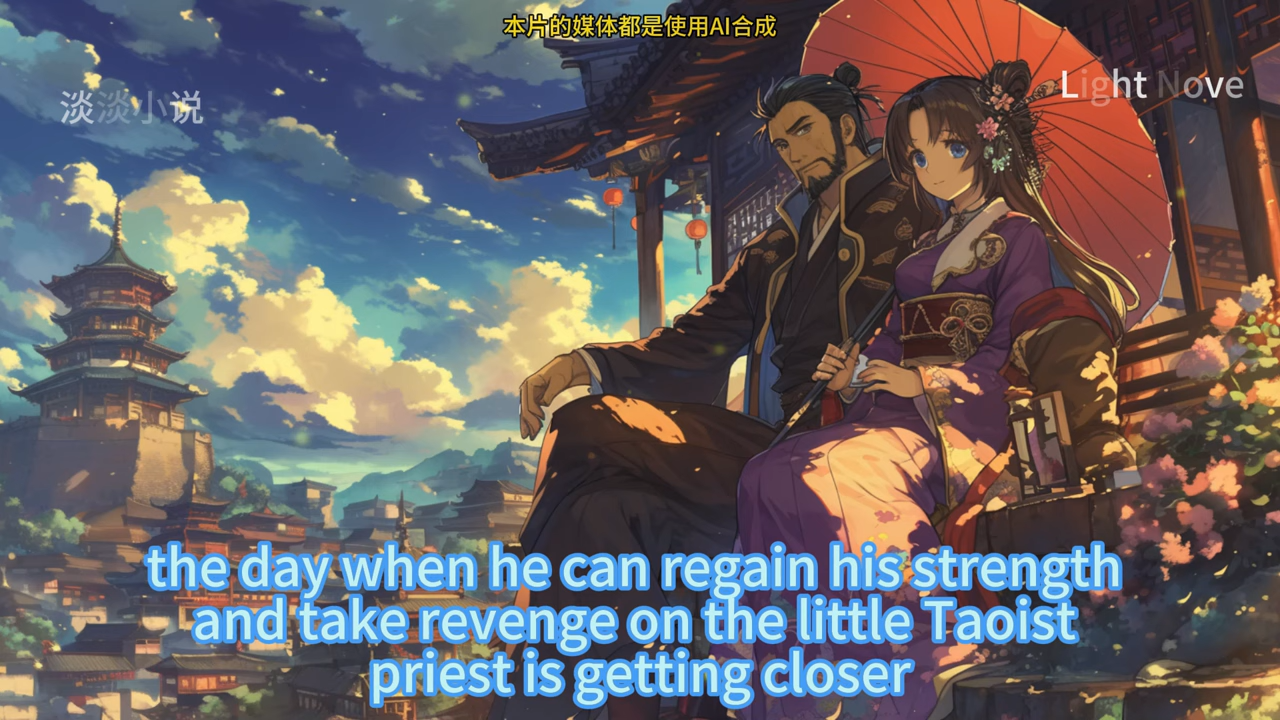 本片的媒体都是使用AI合成
淡淡小说
Light Nove
the day when he can regain his strength
and take revenge on the little Taoist
priest is getting closer